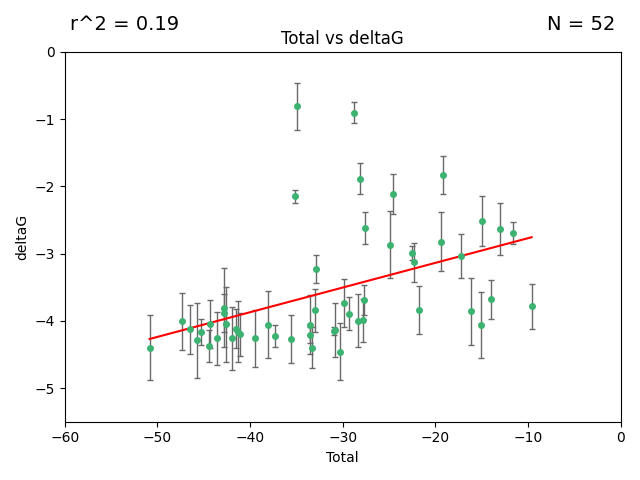 r^2 = 0.19
N = 52
Total vs deltaG
0
−1
−2
−3
−4
−5
deltaG
−60
−50
−40
−30
−20
−10
0
Total